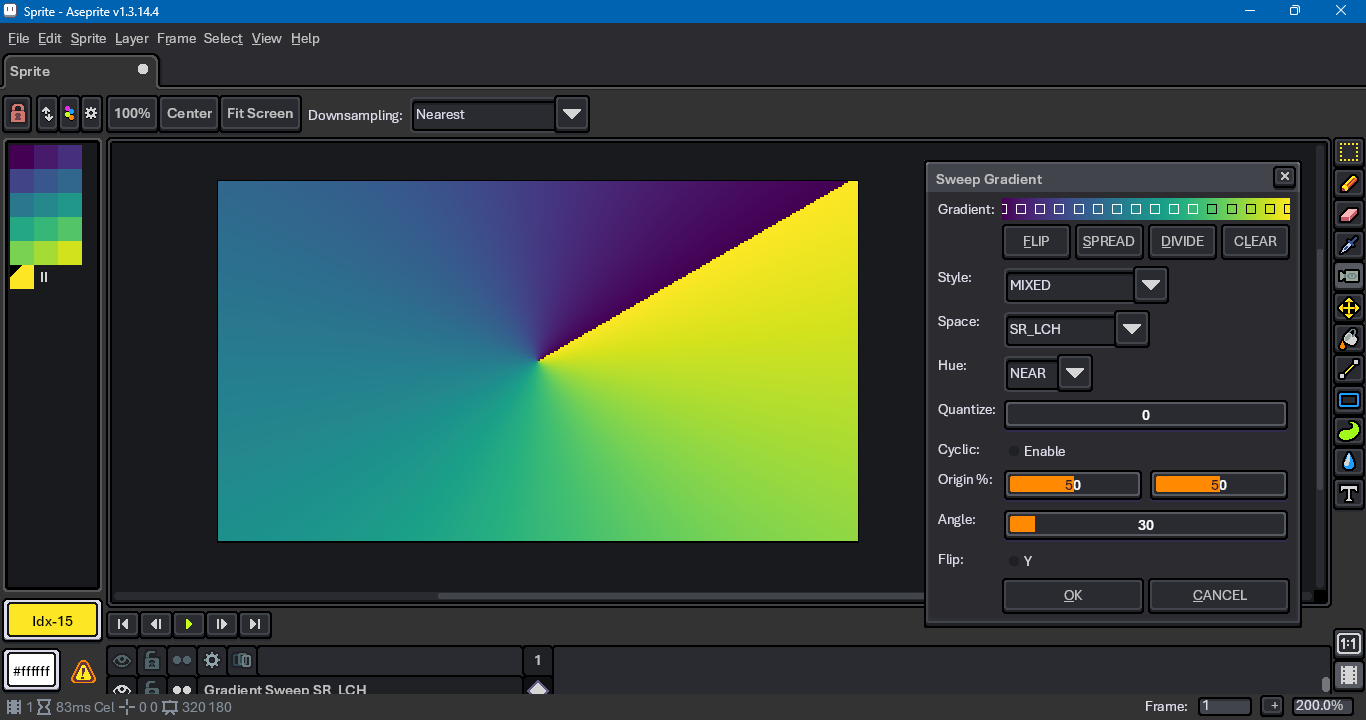 Sprite - Aseprite v1.3.14.4
File Edit Sprite Layer Frame Select View Help
Sprite
100% Center Fit Screen Downsampling: Nearest
Sweep Gradient
Gradient:
FLIP SPREAD DIVIDE CLEAR
Style: MIXED
Space: SR_LCH
Hue: NEAR
Quantize: 0
Cyclic: Enable
Origin %: 50 50
Angle: 30
Flip: Y
OK CANCEL
Idx-15
#ffffff
1
Gradient Sweep SR_LCH
1 83ms Cel 0 0 320 180
Frame: 1 + 200.0%
1:1